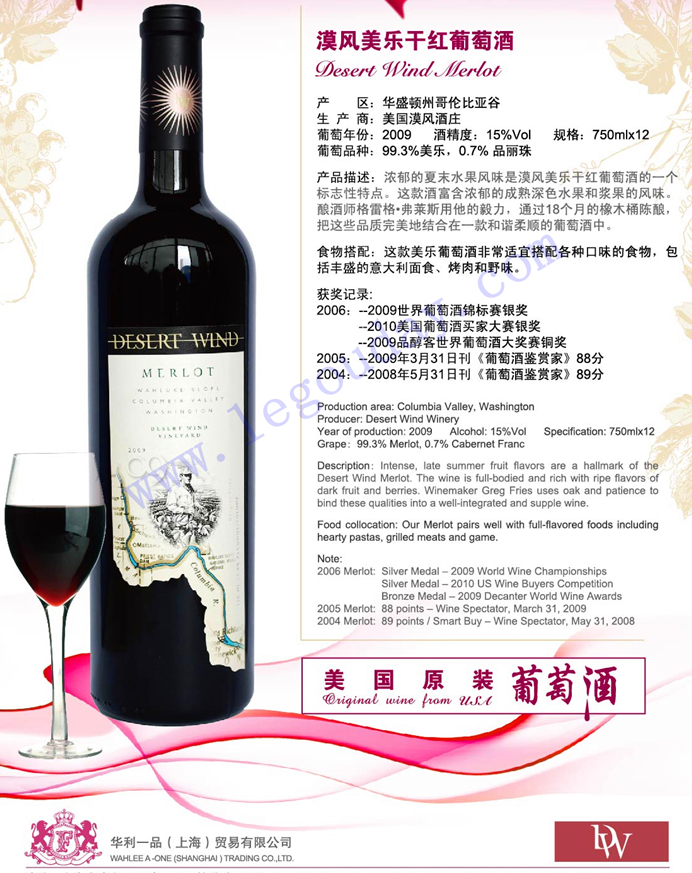 漠风美乐干红葡萄酒
Desert Wind Merlot
产 区：华盛顿州哥伦比亚谷
生 产 商：美国漠风酒庄
葡萄年份：2009 酒精度：15%Vol 规格：750mlx12
葡萄品种：99.3%美乐，0.7% 品丽珠
产品描述：浓郁的夏末水果风味是漠风美乐干红葡萄酒的一个
标志性特点。这款酒富含浓郁的成熟深色水果和浆果的风味。
酿酒师格雷格•弗莱斯用他的毅力，通过18个月的橡木桶陈酿，
把这些品质完美地结合在一款和谐柔顺的葡萄酒中。
食物搭配：这款美乐葡萄酒非常适宜搭配各种口味的食物，包
括丰盛的意大利面食、烤肉和野味。
获奖记录:
2006：--2009世界葡萄酒锦标赛银奖
--2010美国葡萄酒买家大赛银奖
--2009品醇客世界葡萄酒大奖赛铜奖
2005：--2009年3月31日刊《葡萄酒鉴赏家》88分
2004：--2008年5月31日刊《葡萄酒鉴赏家》89分
Production area: Columbia Valley, Washington
Producer: Desert Wind Winery
Year of production: 2009 Alcohol: 15%Vol Specification: 750mlx12
Grape: 99.3% Merlot, 0.7% Cabernet Franc
Description: Intense, late summer fruit flavors are a hallmark of the
Desert Wind Merlot. The wine is full-bodied and rich with ripe flavors of
dark fruit and berries. Winemaker Greg Fries uses oak and patience to
bind these qualities into a well-integrated and supple wine.
Food collocation: Our Merlot pairs well with full-flavored foods including
hearty pastas, grilled meats and game.
Note:
2006 Merlot: Silver Medal – 2009 World Wine Championships
Silver Medal – 2010 US Wine Buyers Competition
Bronze Medal – 2009 Decanter World Wine Awards
2005 Merlot: 88 points – Wine Spectator, March 31, 2009
2004 Merlot: 89 points / Smart Buy – Wine Spectator, May 31, 2008
美国原装 葡萄酒
Original wine from USA
DESERT WIND
MERLOT
WAHLUKE SLOPE
COLUMBIA VALLEY
WASHINGTON
DESERT WIND
VINEYARD
2009
Columbia R.
www.legoujiu.com
F
华利一品（上海）贸易有限公司
WAHLEE A -ONE (SHANGHAI ) TRADING CO.,LTD.
DW